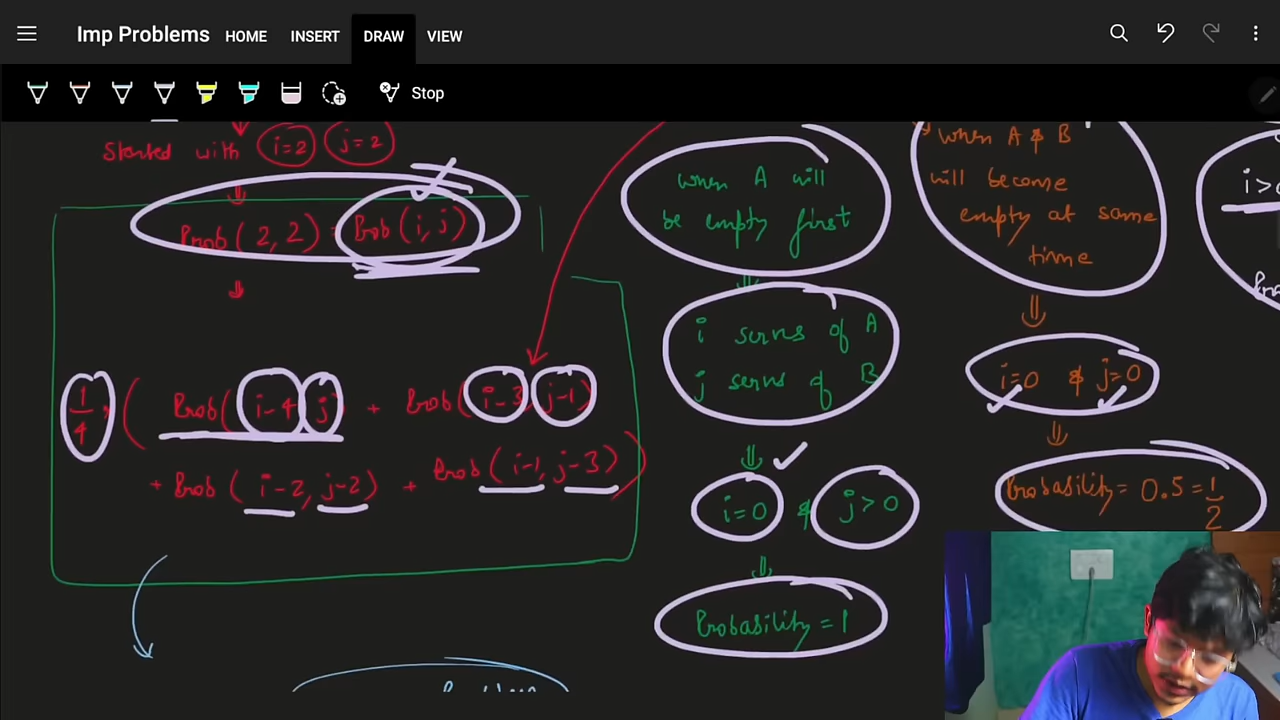 Imp Problems HOME INSERT DRAW VIEW
Stop
Started with i=2 j=2
Prob(2,2) Prob(i,j)
1/4 ( Prob(i-4, j) + Prob(i-3, j-1)
+ Prob(i-2, j-2) + Prob(i-1, j-3) )
when A will
be empty first
i serves of A
j serves of B
i=0 & j>0
Probability = 1
when A & B
will become
empty at same
time
i=0 & j=0
Probability = 0.5 = 1/2